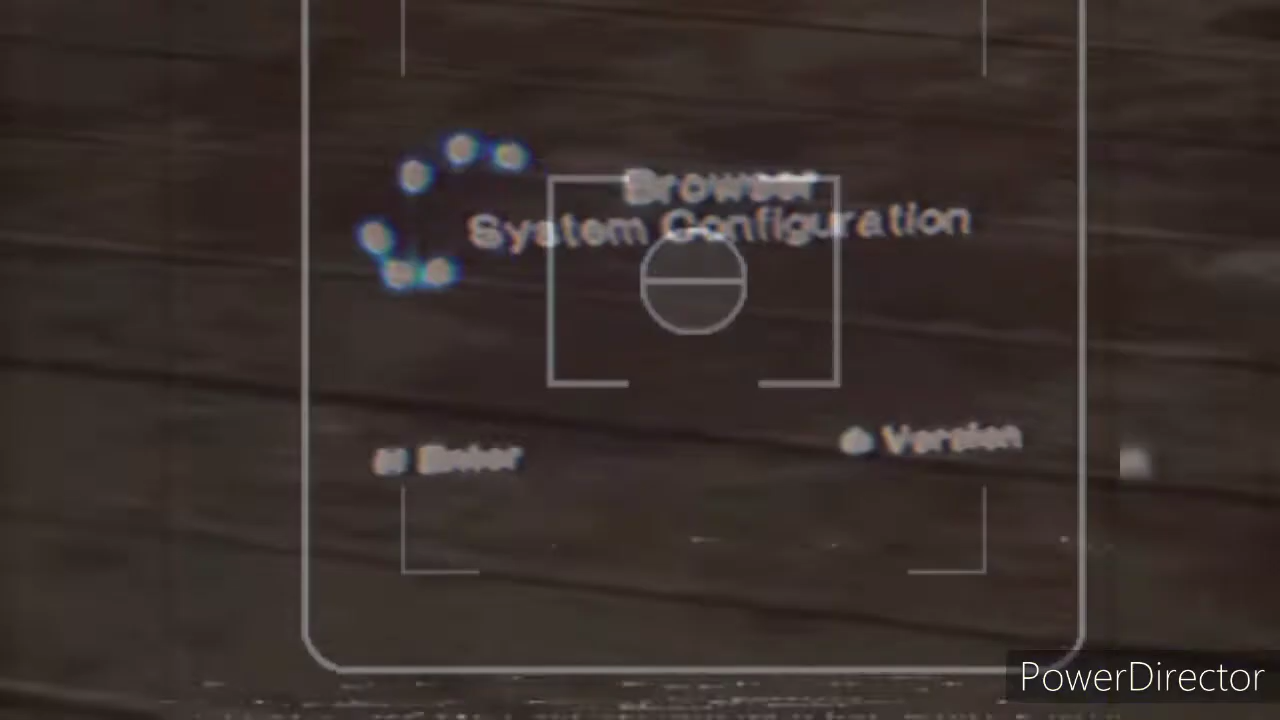 Browser
System Configuration
Enter
Version
PowerDirector